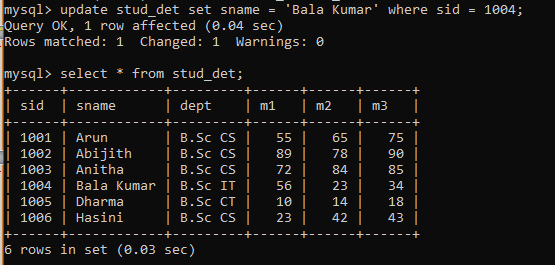 mysql> update stud_det set sname = 'Bala Kumar' where sid = 1004;
Query OK, 1 row affected (0.04 sec)
Rows matched: 1  Changed: 1  Warnings: 0

mysql> select * from stud_det;
+------+------------+---------+------+------+------+
| sid  | sname      | dept    | m1   | m2   | m3   |
+------+------------+---------+------+------+------+
| 1001 | Arun       | B.Sc CS |   55 |   65 |   75 |
| 1002 | Abijith    | B.Sc CS |   89 |   78 |   90 |
| 1003 | Anitha     | B.Sc CS |   72 |   84 |   85 |
| 1004 | Bala Kumar | B.Sc IT |   56 |   23 |   34 |
| 1005 | Dharma     | B.Sc CT |   10 |   14 |   18 |
| 1006 | Hasini     | B.Sc CS |   23 |   42 |   43 |
+------+------------+---------+------+------+------+
6 rows in set (0.03 sec)